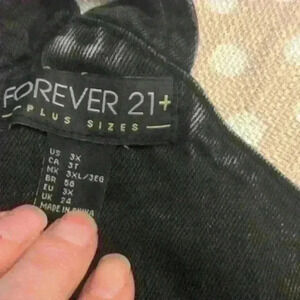 FOREVER 21+
PLUS SIZES
US 3X
CA 3T
MX 3XL/3EG
BR 56
EU 3X
UK 24
MADE IN CHINA